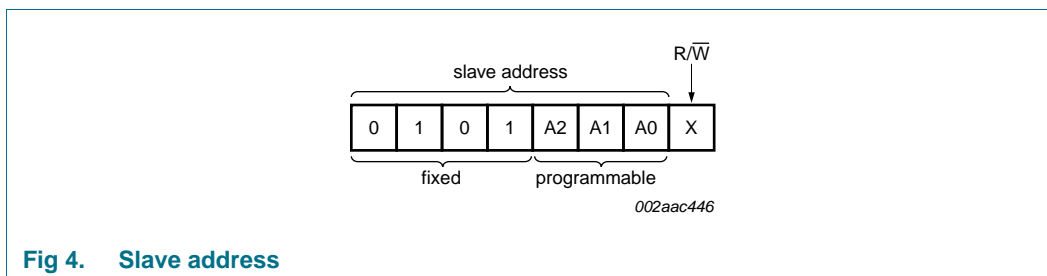 R/W̅
slave address
0 1 0 1 A2 A1 A0 X
fixed programmable
002aac446
Fig 4. Slave address